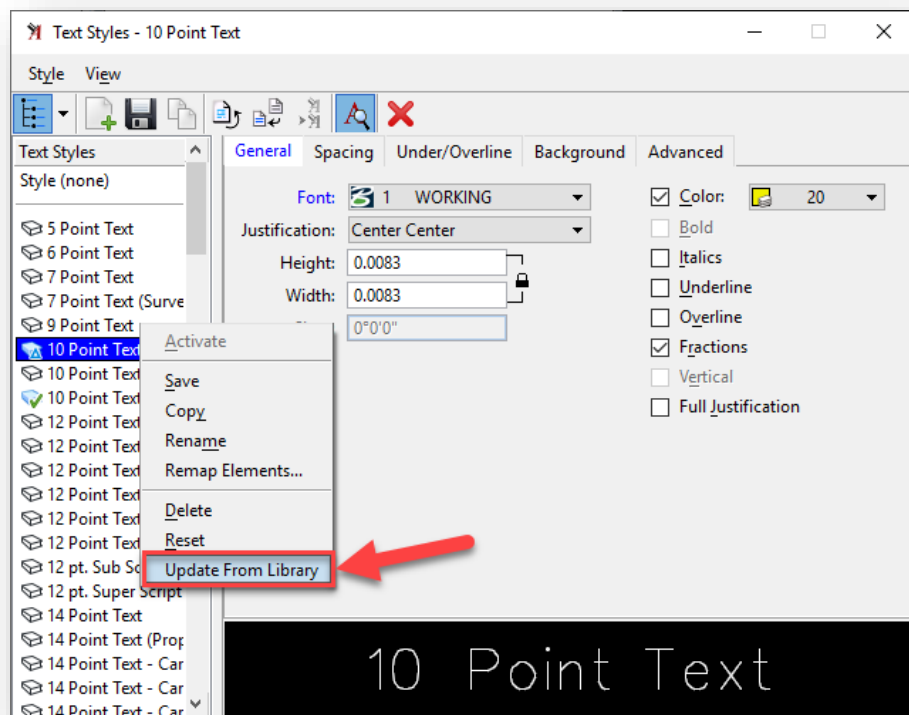 Text Styles - 10 Point Text
Style View
Text Styles
Style (none)
5 Point Text
6 Point Text
7 Point Text
7 Point Text (Surve
9 Point Text
10 Point Text
10 Point Text
10 Point Text
12 Point Text
12 Point Text
12 Point Text
12 Point Text
12 Point Text
12 Point Text
12 pt. Sub Sc
12 pt. Super Script
14 Point Text
14 Point Text (Prop
14 Point Text - Car
14 Point Text - Car
14 Point Text - Car
Activate
Save
Copy
Rename
Remap Elements...
Delete
Reset
Update From Library
General Spacing Under/Overline Background Advanced
Font: 1 WORKING
Justification: Center Center
Height: 0.0083
Width: 0.0083
0°0'0"
Color: 20
Bold
Italics
Underline
Overline
Fractions
Vertical
Full Justification
10 Point Text